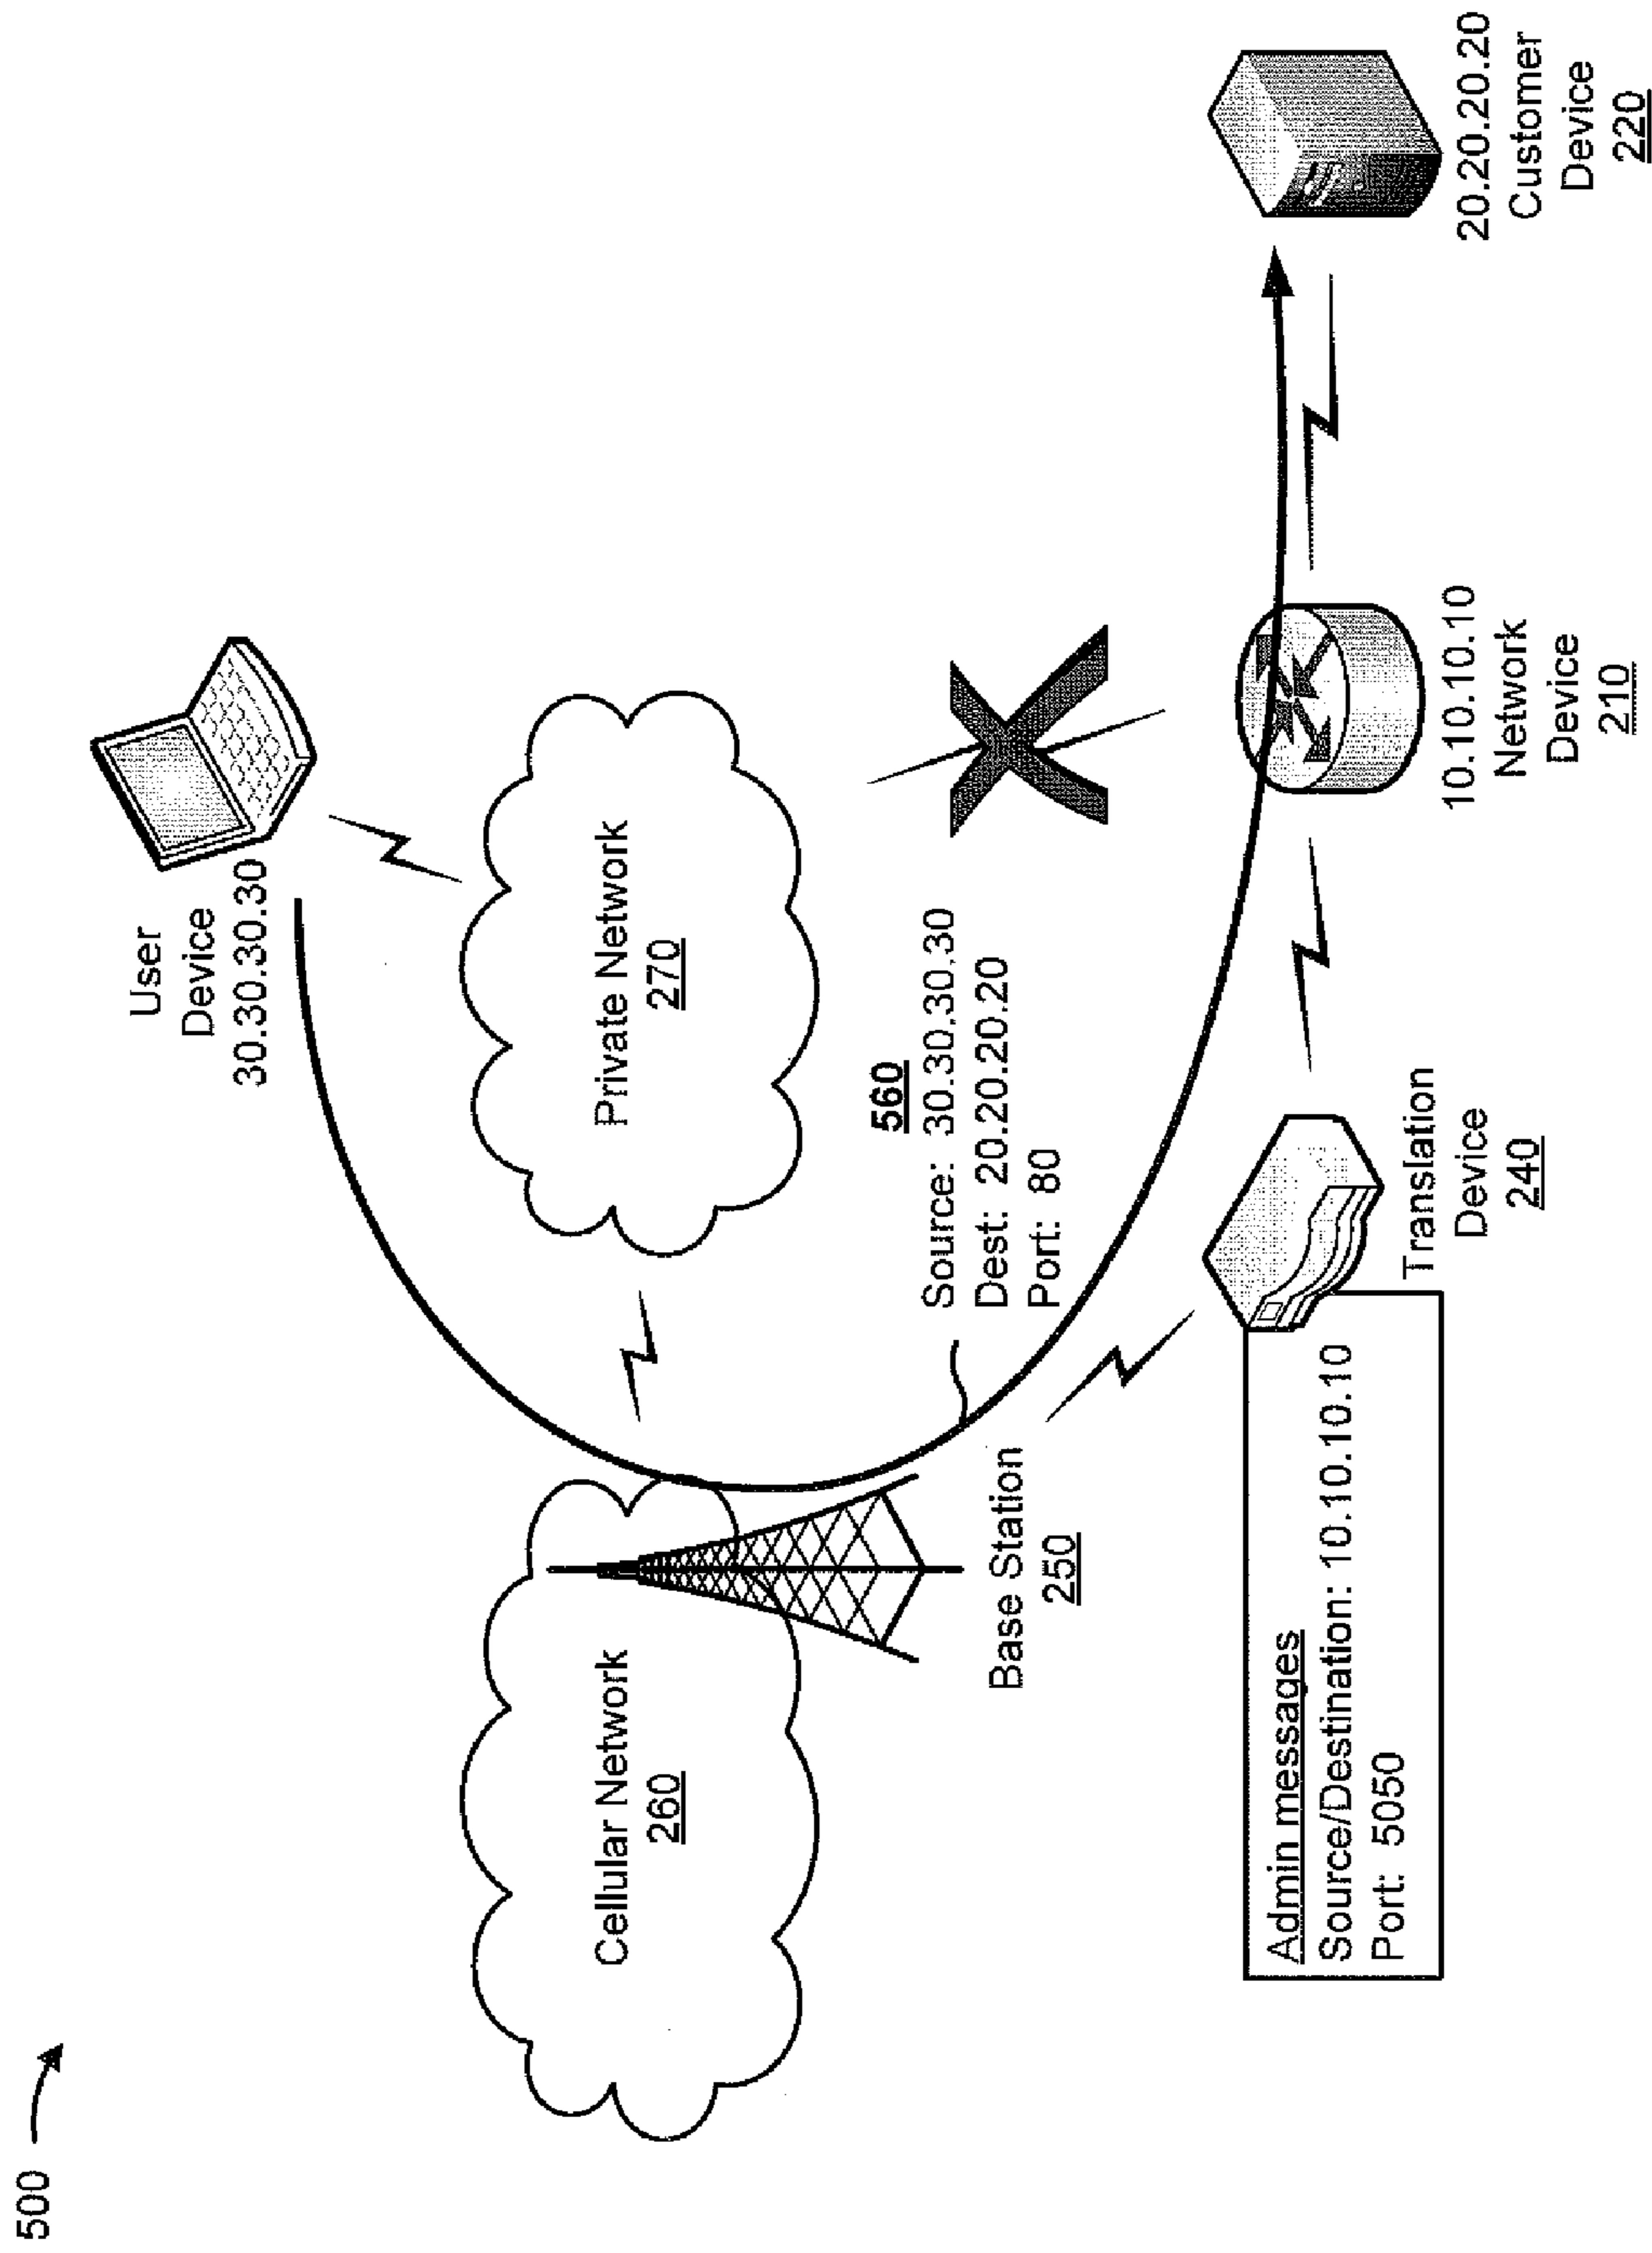 500
User
Device
30.30.30.30
Private Network
270
Cellular Network
260
560
Source: 30.30.30.30
Dest: 20.20.20.20
Port: 80
Base Station
250
Admin messages
Source/Destination: 10.10.10.10
Port: 5050
Translation
Device
240
10.10.10.10
Network
Device
210
20.20.20.20
Customer
Device
220